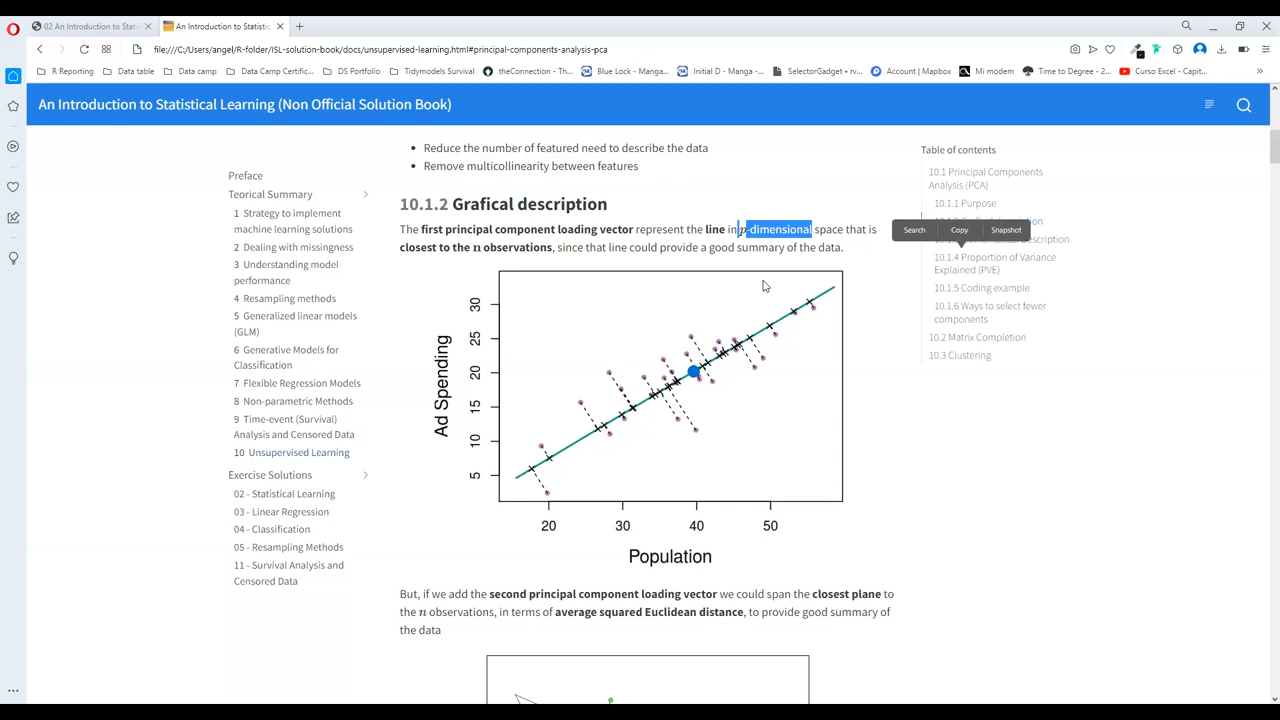 02 An Introduction to Stati
An Introduction to Statistic
file:///C:/Users/angel/R-folder/ISL-solution-book/docs/unsupervised-learning.html#principal-components-analysis-pca
R Reporting
Data table
Data camp
Data Camp Certific...
DS Portfolio
Tidymodels Survival
theConnection - Th...
Blue Lock - Manga...
Initial D - Manga -...
SelectorGadget • rv...
Account | Mapbox
Mi modem
Time to Degree - 2...
Curso Excel - Capit...
»
An Introduction to Statistical Learning (Non Official Solution Book)
Preface
Teorical Summary
1 Strategy to implement
machine learning solutions
2 Dealing with missingness
3 Understanding model
performance
4 Resampling methods
5 Generalized linear models
(GLM)
6 Generative Models for
Classification
7 Flexible Regression Models
8 Non-parametric Methods
9 Time-event (Survival)
Analysis and Censored Data
10 Unsupervised Learning
Exercise Solutions
02 - Statistical Learning
03 - Linear Regression
04 - Classification
05 - Resampling Methods
11 - Survival Analysis and
Censored Data
• Reduce the number of featured need to describe the data
• Remove multicollinearity between features
10.1.2 Grafical description
The first principal component loading vector represent the line in p-dimensional space that is
closest to the n observations, since that line could provide a good summary of the data.
Ad Spending
30
25
20
15
10
5
20 30 40 50
Population
But, if we add the second principal component loading vector we could span the closest plane to
the n observations, in terms of average squared Euclidean distance, to provide good summary of
the data
Table of contents
10.1 Principal Components
Analysis (PCA)
10.1.1 Purpose
Search Copy Snapshot
10.1.4 Proportion of Variance
Explained (PVE)
10.1.5 Coding example
10.1.6 Ways to select fewer
components
10.2 Matrix Completion
10.3 Clustering